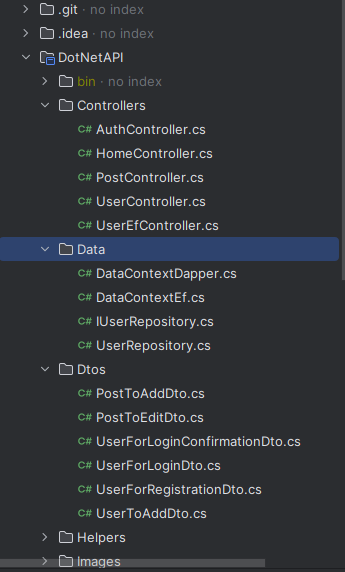 .git · no index
.idea · no index
DotNetAPI
bin · no index
Controllers
C# AuthController.cs
C# HomeController.cs
C# PostController.cs
C# UserController.cs
C# UserEfController.cs
Data
C# DataContextDapper.cs
C# DataContextEf.cs
C# IUserRepository.cs
C# UserRepository.cs
Dtos
C# PostToAddDto.cs
C# PostToEditDto.cs
C# UserForLoginConfirmationDto.cs
C# UserForLoginDto.cs
C# UserForRegistrationDto.cs
C# UserToAddDto.cs
Helpers
Images